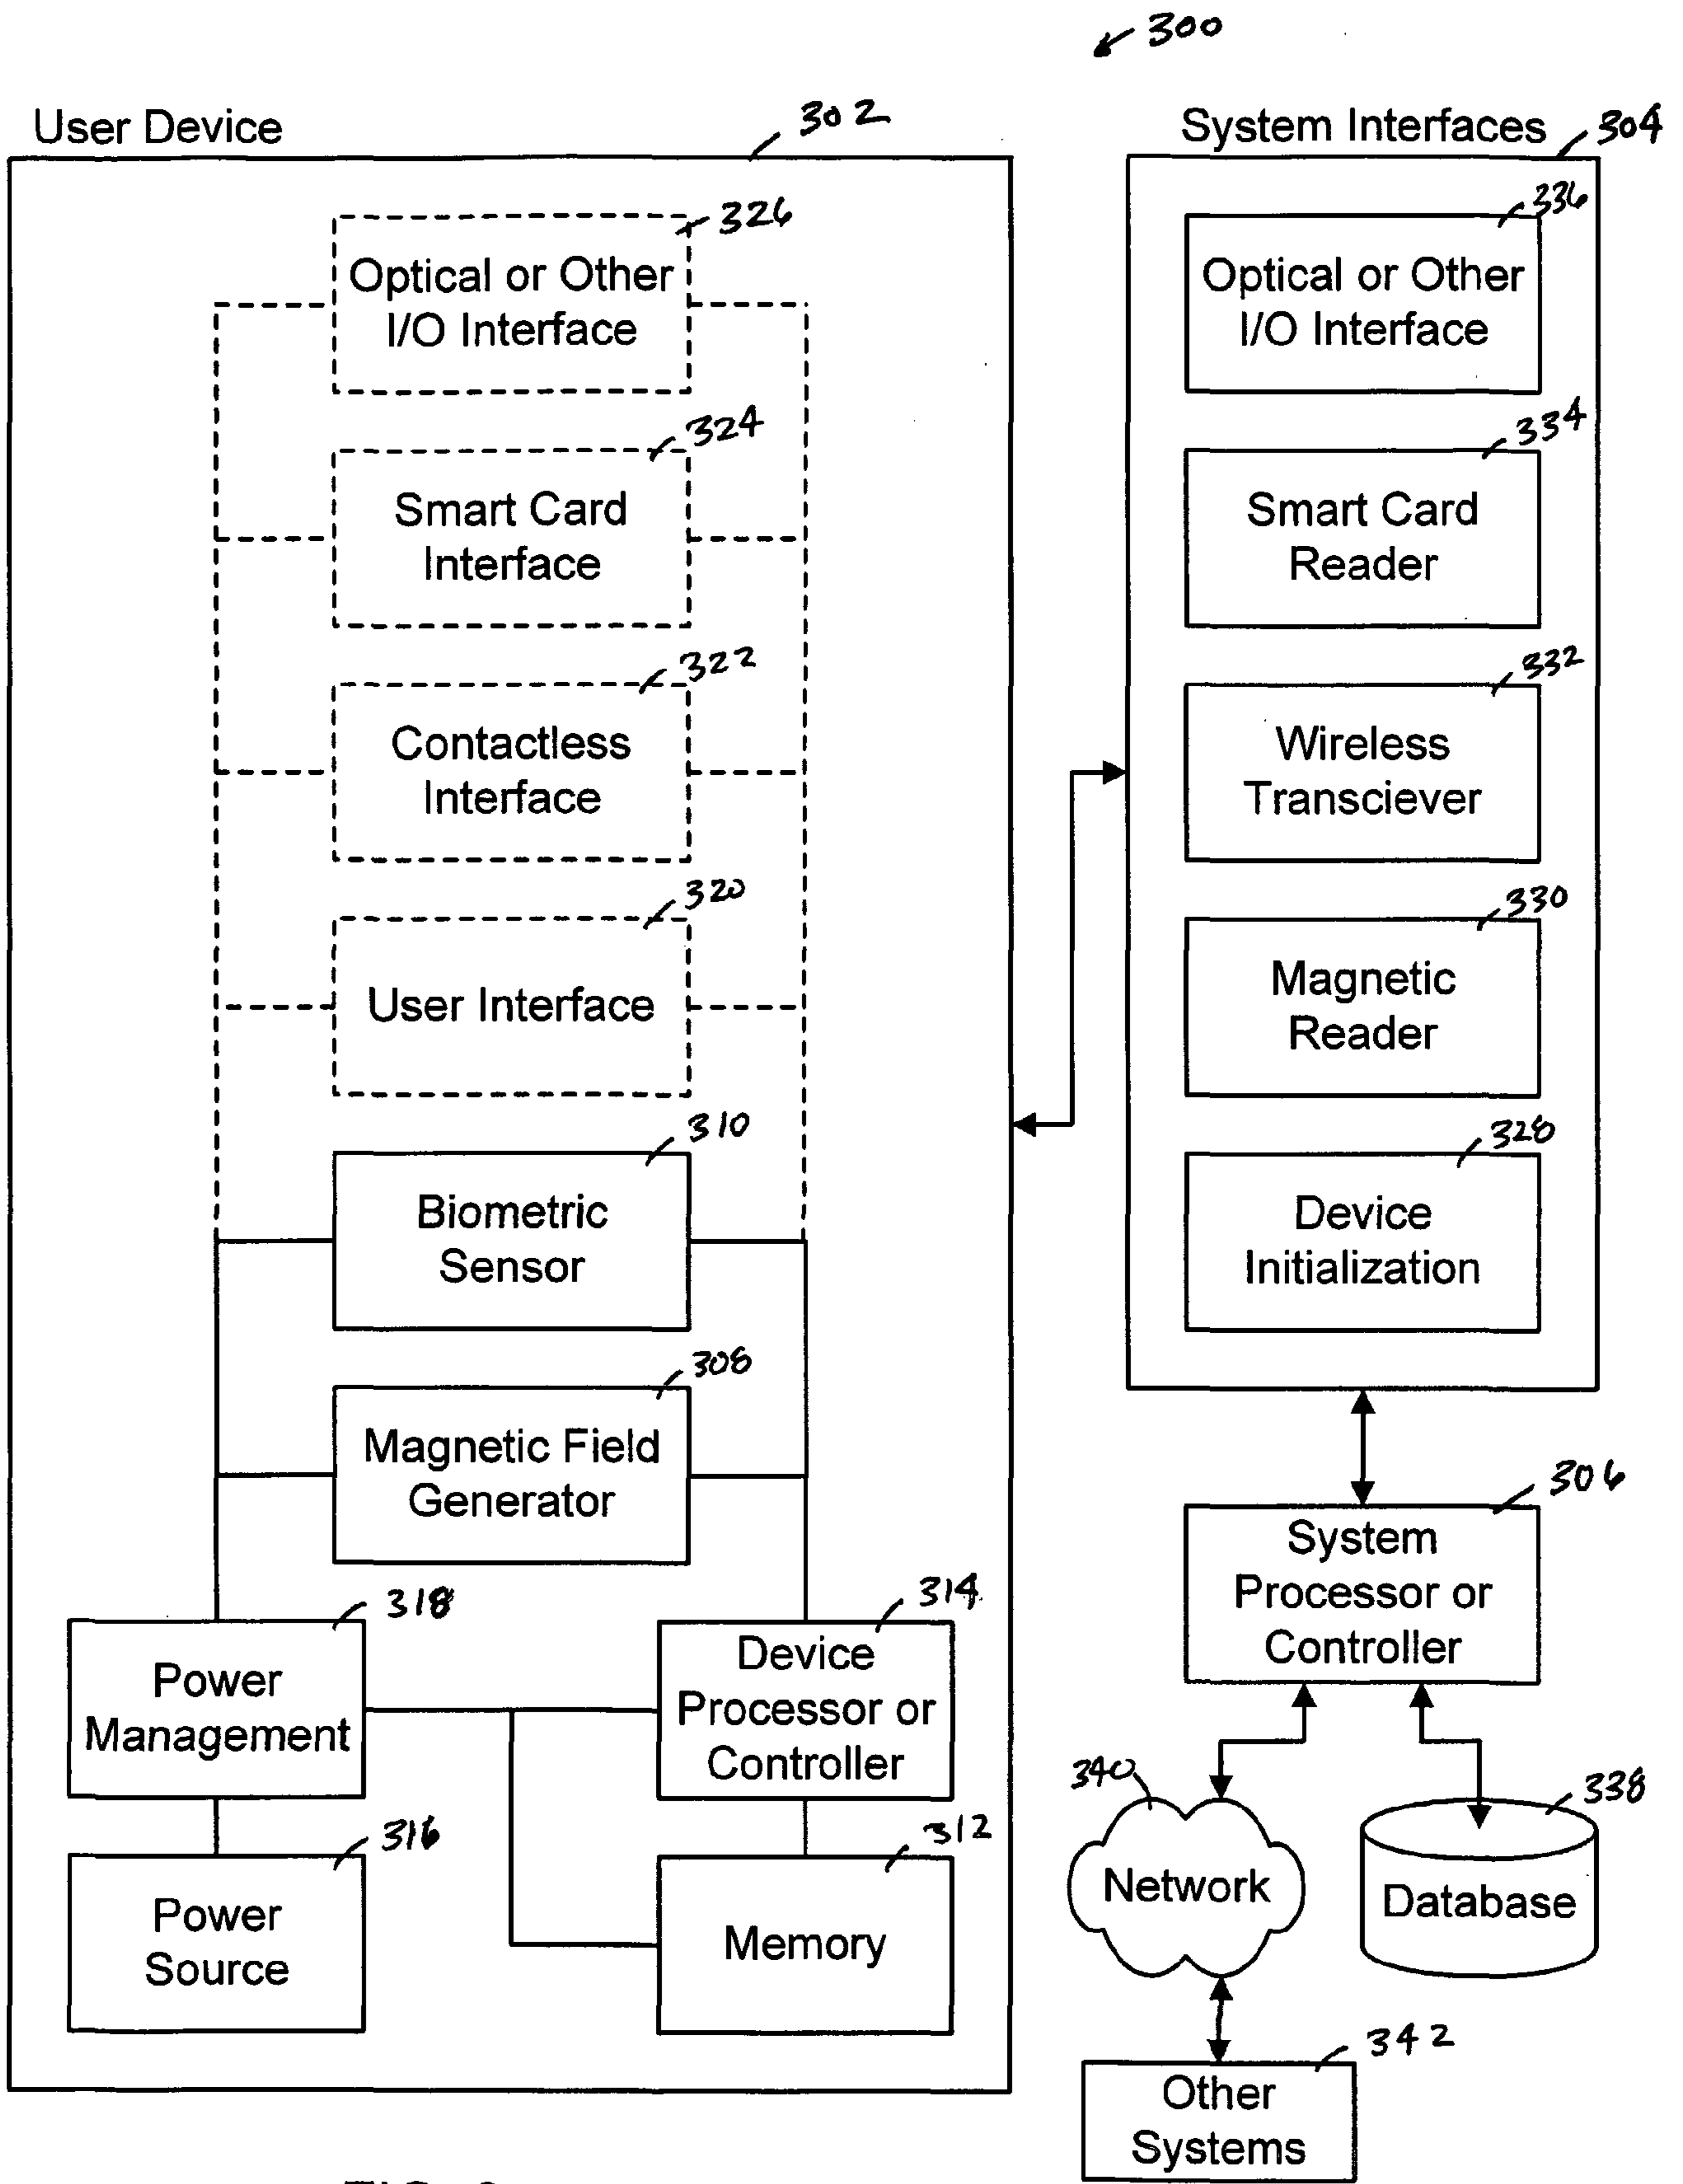 300
User Device
302
System Interfaces
304
326
Optical or Other
I/O Interface
324
Smart Card
Interface
322
Contactless
Interface
320
User Interface
310
Biometric
Sensor
308
Magnetic Field
Generator
318
Power
Management
314
Device
Processor or
Controller
316
Power
Source
312
Memory
336
Optical or Other
I/O Interface
334
Smart Card
Reader
332
Wireless
Transciever
330
Magnetic
Reader
328
Device
Initialization
306
System
Processor or
Controller
340
Network
338
Database
342
Other
Systems